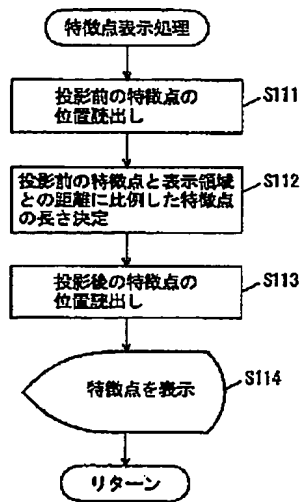 特徴点表示処理
投影前の特徴点の
位置読出し
S111
投影前の特徴点と表示領域
との距離に比例した特徴点
の長さ決定
S112
投影後の特徴点の
位置読出し
S113
特徴点を表示
S114
リターン